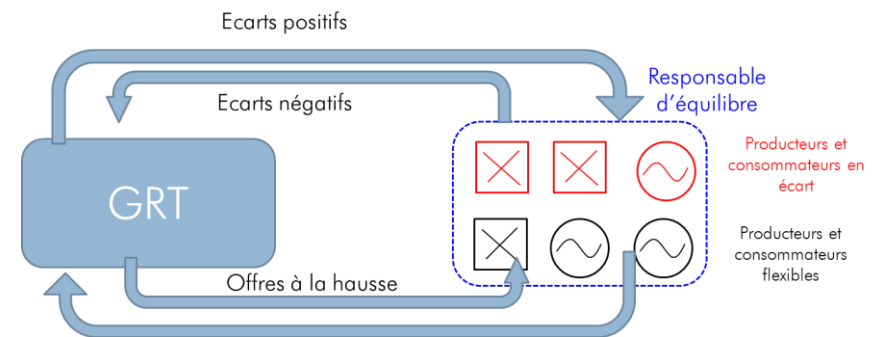 Ecarts positifs
Ecarts négatifs
Responsable
d'équilibre
Producteurs et
consommateurs en
écart
GRT
Producteurs et
consommateurs
flexibles
Offres à la hausse